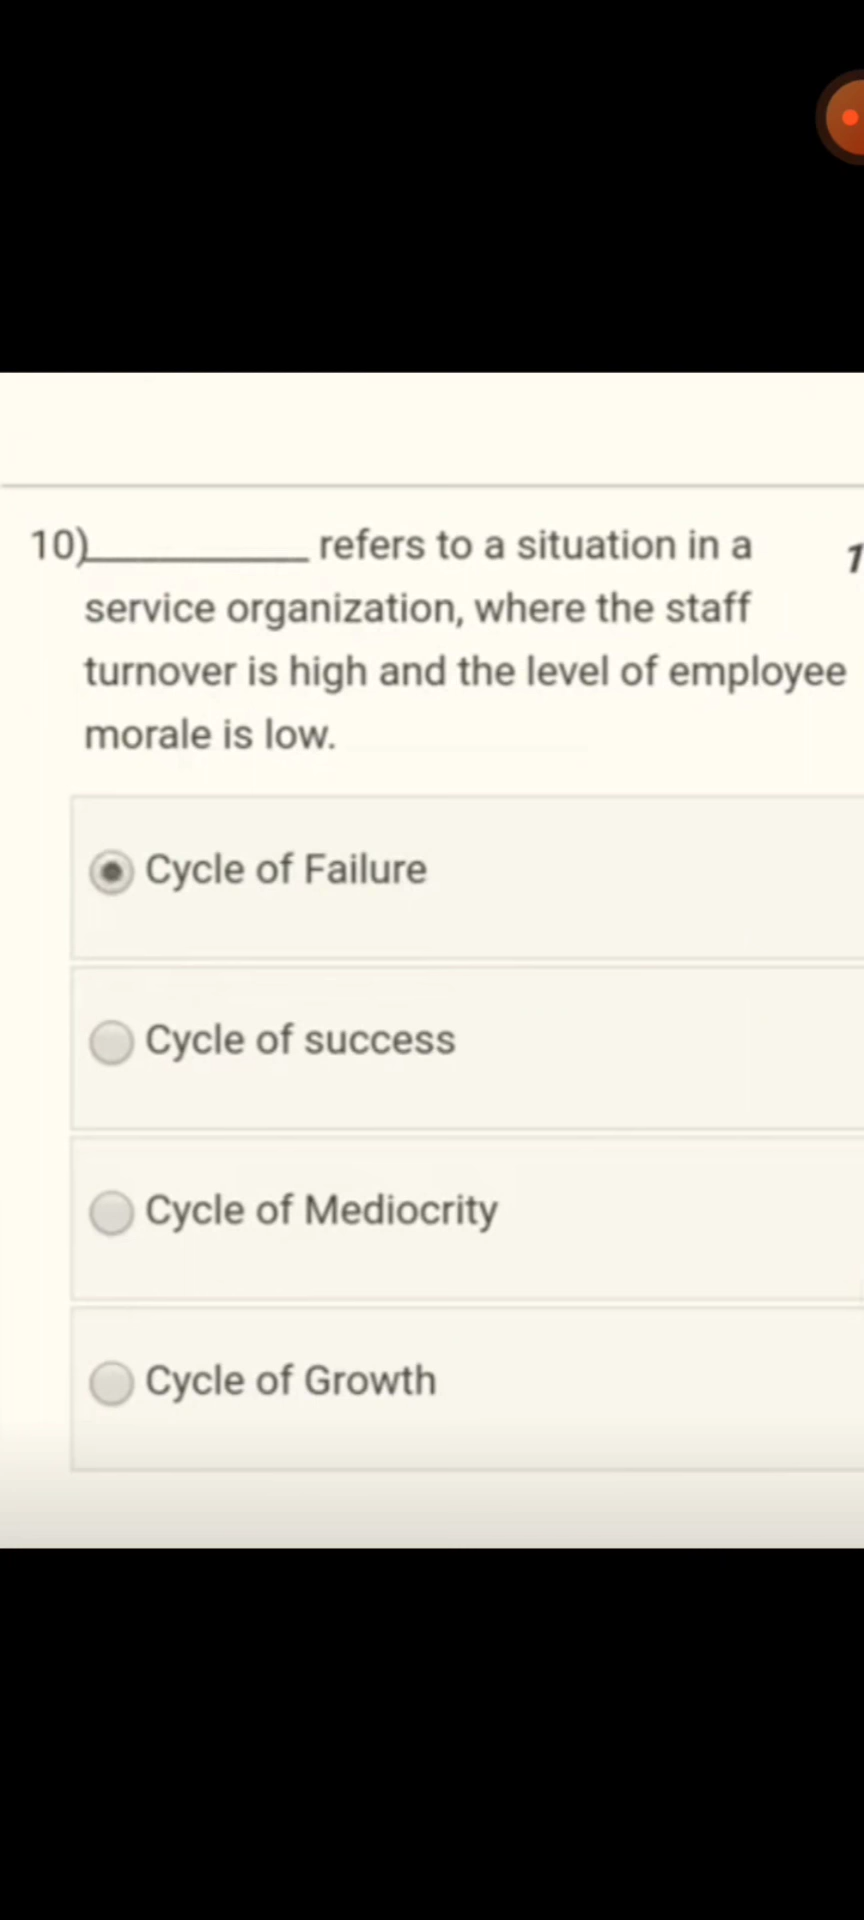 10)__________ refers to a situation in a
1
service organization, where the staff
turnover is high and the level of employee
morale is low.
Cycle of Failure
Cycle of success
Cycle of Mediocrity
Cycle of Growth